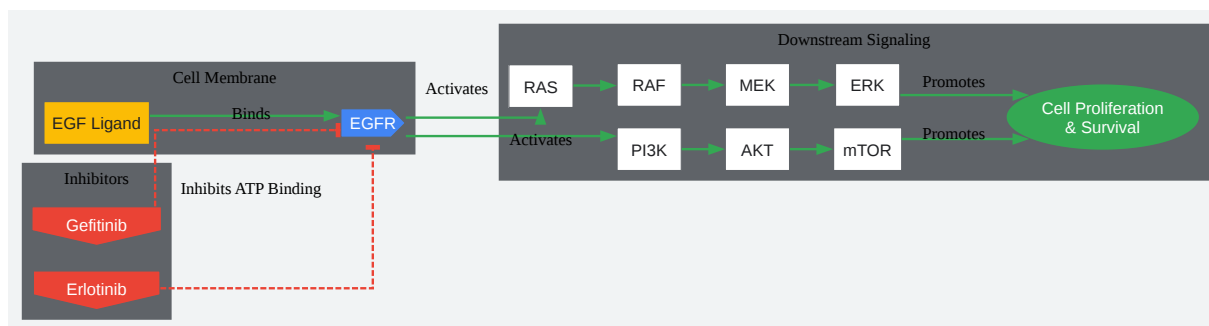 Downstream Signaling
Cell Membrane
Activates
RAS
RAF
MEK
ERK
Promotes
EGF Ligand
Binds
EGFR
Cell Proliferation
& Survival
Activates
PI3K
AKT
mTOR
Promotes
Inhibitors
Inhibits ATP Binding
Gefitinib
Erlotinib